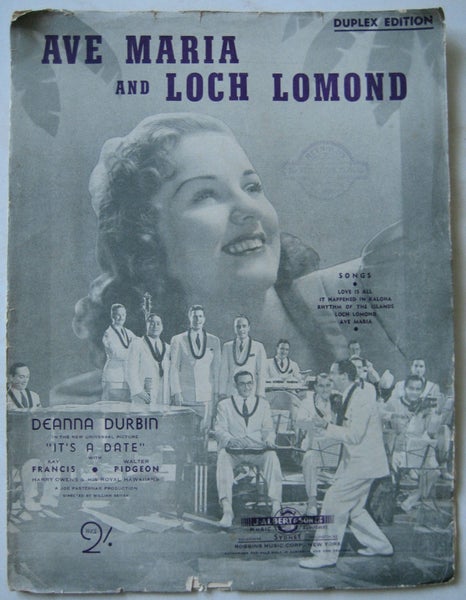 DUPLEX EDITION
AVE MARIA
AND LOCH LOMOND
SONGS
LOVE IS ALL
IT HAPPENED IN KALOHA
RHYTHM OF THE ISLANDS
LOCH LOMOND
AVE MARIA
DEANNA DURBIN
IN THE NEW UNIVERSAL PICTURE
"IT'S A DATE"
WITH
KAY WALTER
FRANCIS • PIDGEON
HARRY OWENS & HIS ROYAL HAWAIIANS
A JOE PASTERNAK PRODUCTION
DIRECTED BY WILLIAM SEITER
2/.
J. ALBERT & SON
MUSIC
SYDNEY
ROBBINS MUSIC CORP. NEW YORK